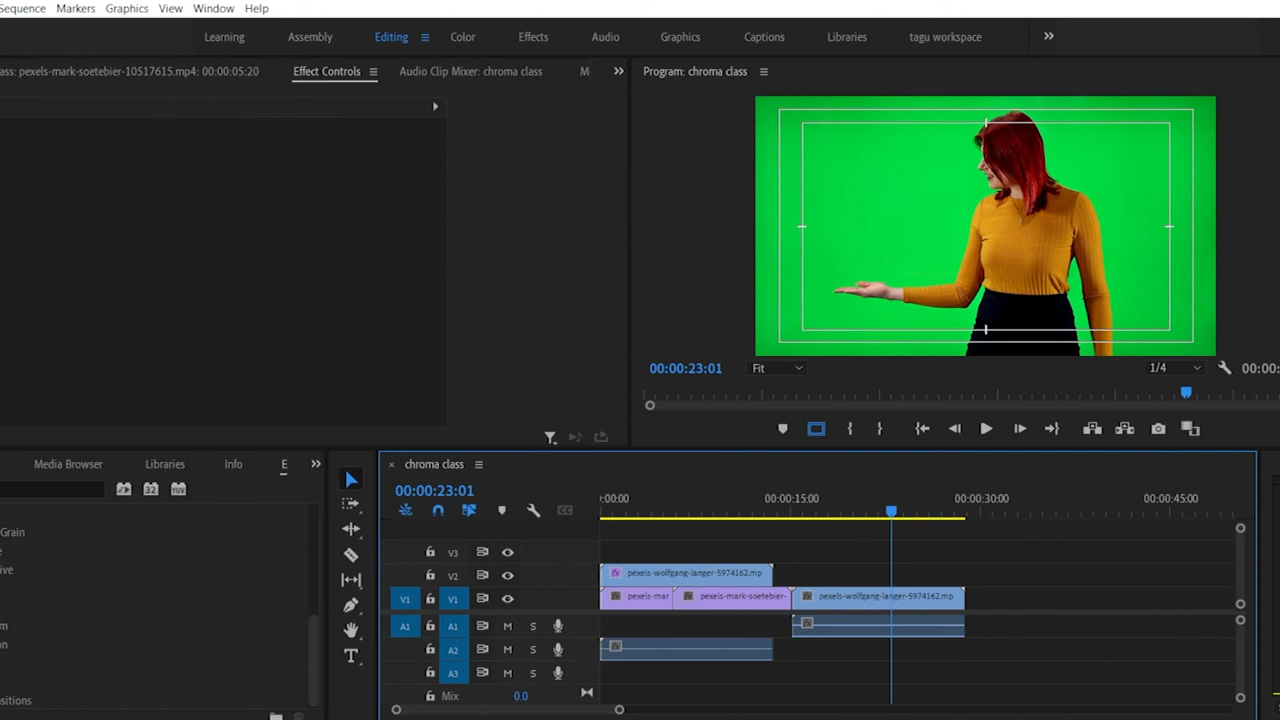 Sequence Markers Graphics View Window Help
Learning Assembly Editing Color Effects Audio Graphics Captions Libraries tagu workspace
ass: pexels-mark-soetebier-10517615.mp4: 00:00:05:20 Effect Controls Audio Clip Mixer: chroma class M
Program: chroma class
00:00:23:01 Fit 1/4 00:00:
Media Browser Libraries Info E
32 YUV
Grain
e
ive
m
on
sitions
chroma class
00:00:23:01
:00:00 00:00:15:00 00:00:30:00 00:00:45:00
V3
V2 pexels-wolfgang-langer-5974162.mp
V1 V1 pexels-mar pexels-mark-soetebier- pexels-wolfgang-langer-5974162.mp
A1 A1 M S
A2 M S
A3 M S
Mix 0.0